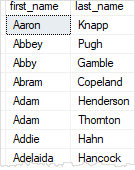 first_name last_name
Aaron Knapp
Abbey Pugh
Abby Gamble
Abram Copeland
Adam Henderson
Adam Thornton
Addie Hahn
Adelaida Hancock